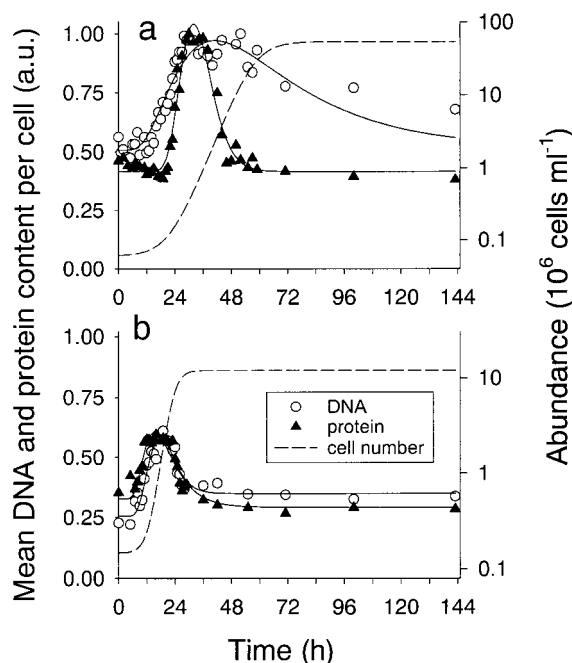 Mean DNA and protein content per cell (a.u.)
Abundance (10⁶ cells ml⁻¹)
a
1.00
0.75
0.50
0.25
0.00
100
10
1
0.1
0 24 48 72 96 120 144
b
1.00
0.75
0.50
0.25
0.00
10
1
0.1
DNA
protein
cell number
0 24 48 72 96 120 144
Time (h)